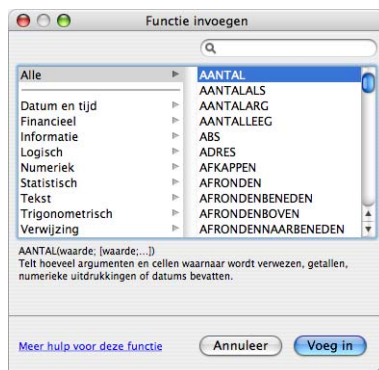 Functie invoegen
Alle
Datum en tijd
Financieel
Informatie
Logisch
Numeriek
Statistisch
Tekst
Trigonometrisch
Verwijzing
AANTAL
AANTALALS
AANTALARG
AANTALLEEG
ABS
ADRES
AFKAPPEN
AFRONDEN
AFRONDENBENEDEN
AFRONDENBOVEN
AFRONDENNAARBENEDEN
AANTAL(waarde; [waarde;...])
Telt hoeveel argumenten en cellen waarnaar wordt verwezen, getallen,
numerieke uitdrukkingen of datums bevatten.
Meer hulp voor deze functie
Annuleer
Voeg in